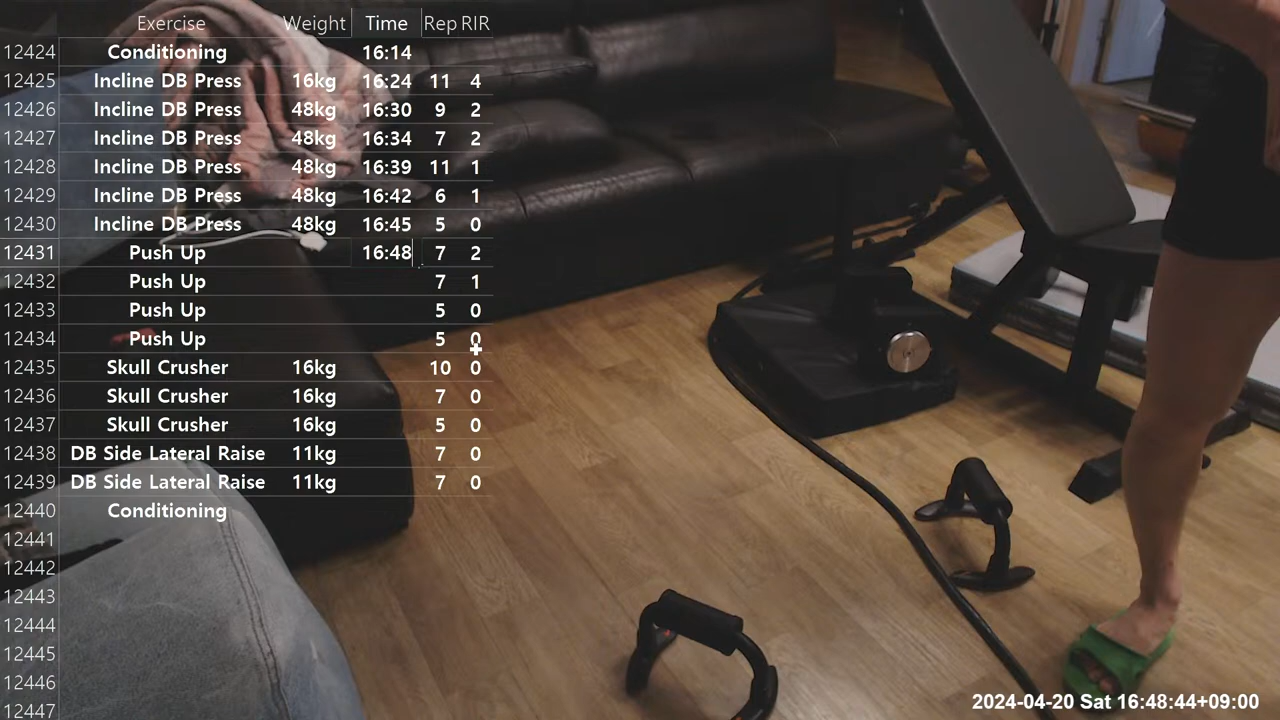 Exercise Weight Time Rep RIR
12424 Conditioning 16:14
12425 Incline DB Press 16kg 16:24 11 4
12426 Incline DB Press 48kg 16:30 9 2
12427 Incline DB Press 48kg 16:34 7 2
12428 Incline DB Press 48kg 16:39 11 1
12429 Incline DB Press 48kg 16:42 6 1
12430 Incline DB Press 48kg 16:45 5 0
12431 Push Up 16:48 7 2
12432 Push Up 7 1
12433 Push Up 5 0
12434 Push Up 5 0
12435 Skull Crusher 16kg 10 0
12436 Skull Crusher 16kg 7 0
12437 Skull Crusher 16kg 5 0
12438 DB Side Lateral Raise 11kg 7 0
12439 DB Side Lateral Raise 11kg 7 0
12440 Conditioning
12441
12442
12443
12444
12445
12446
12447
2024-04-20 Sat 16:48:44+09:00